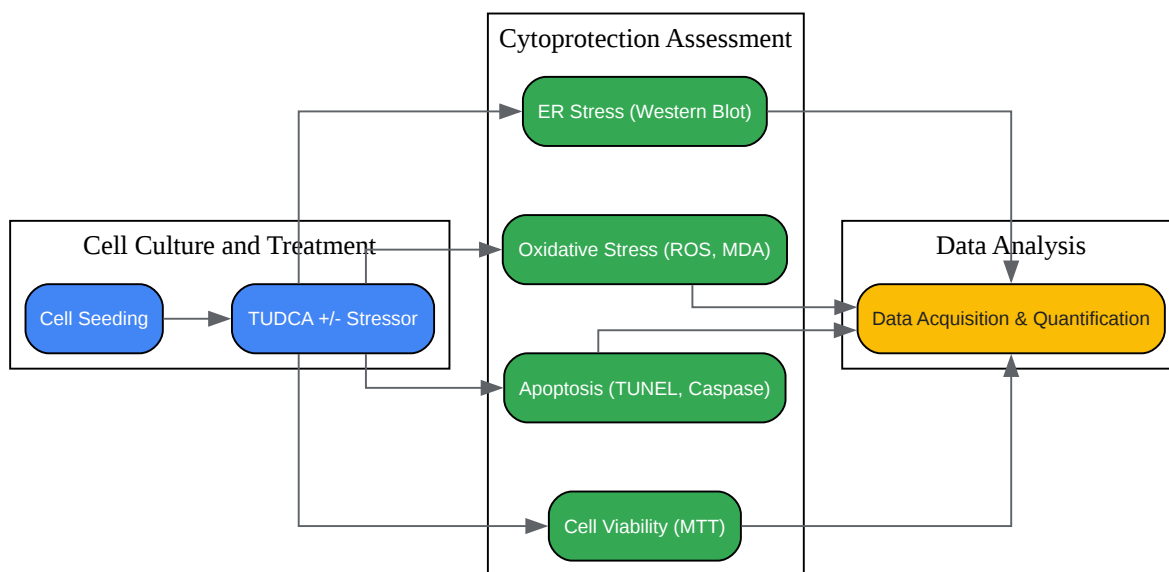 Cytoprotection Assessment
ER Stress (Western Blot)
Cell Culture and Treatment
Oxidative Stress (ROS, MDA)
Data Analysis
Cell Seeding
TUDCA +/- Stressor
Data Acquisition & Quantification
Apoptosis (TUNEL, Caspase)
Cell Viability (MTT)